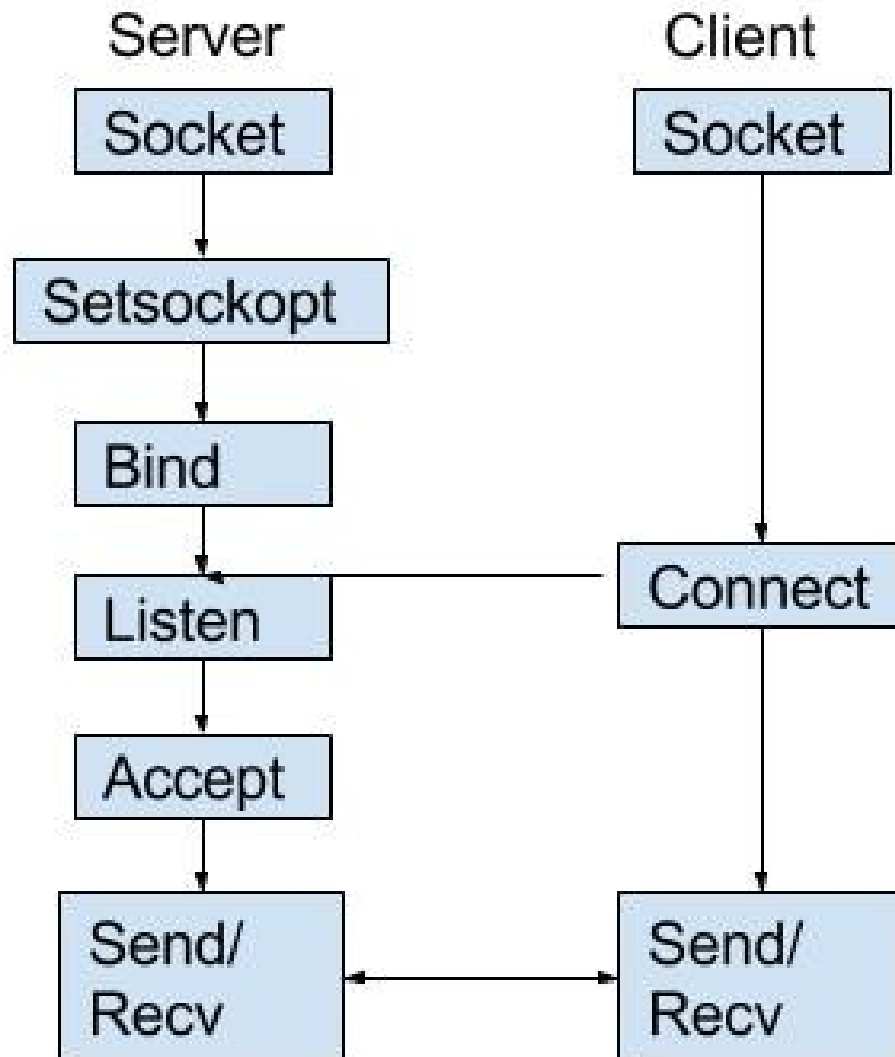 Server
Client
Socket
Socket
Setsockopt
Bind
Connect
Listen
Accept
Send/
Recv
Send/
Recv